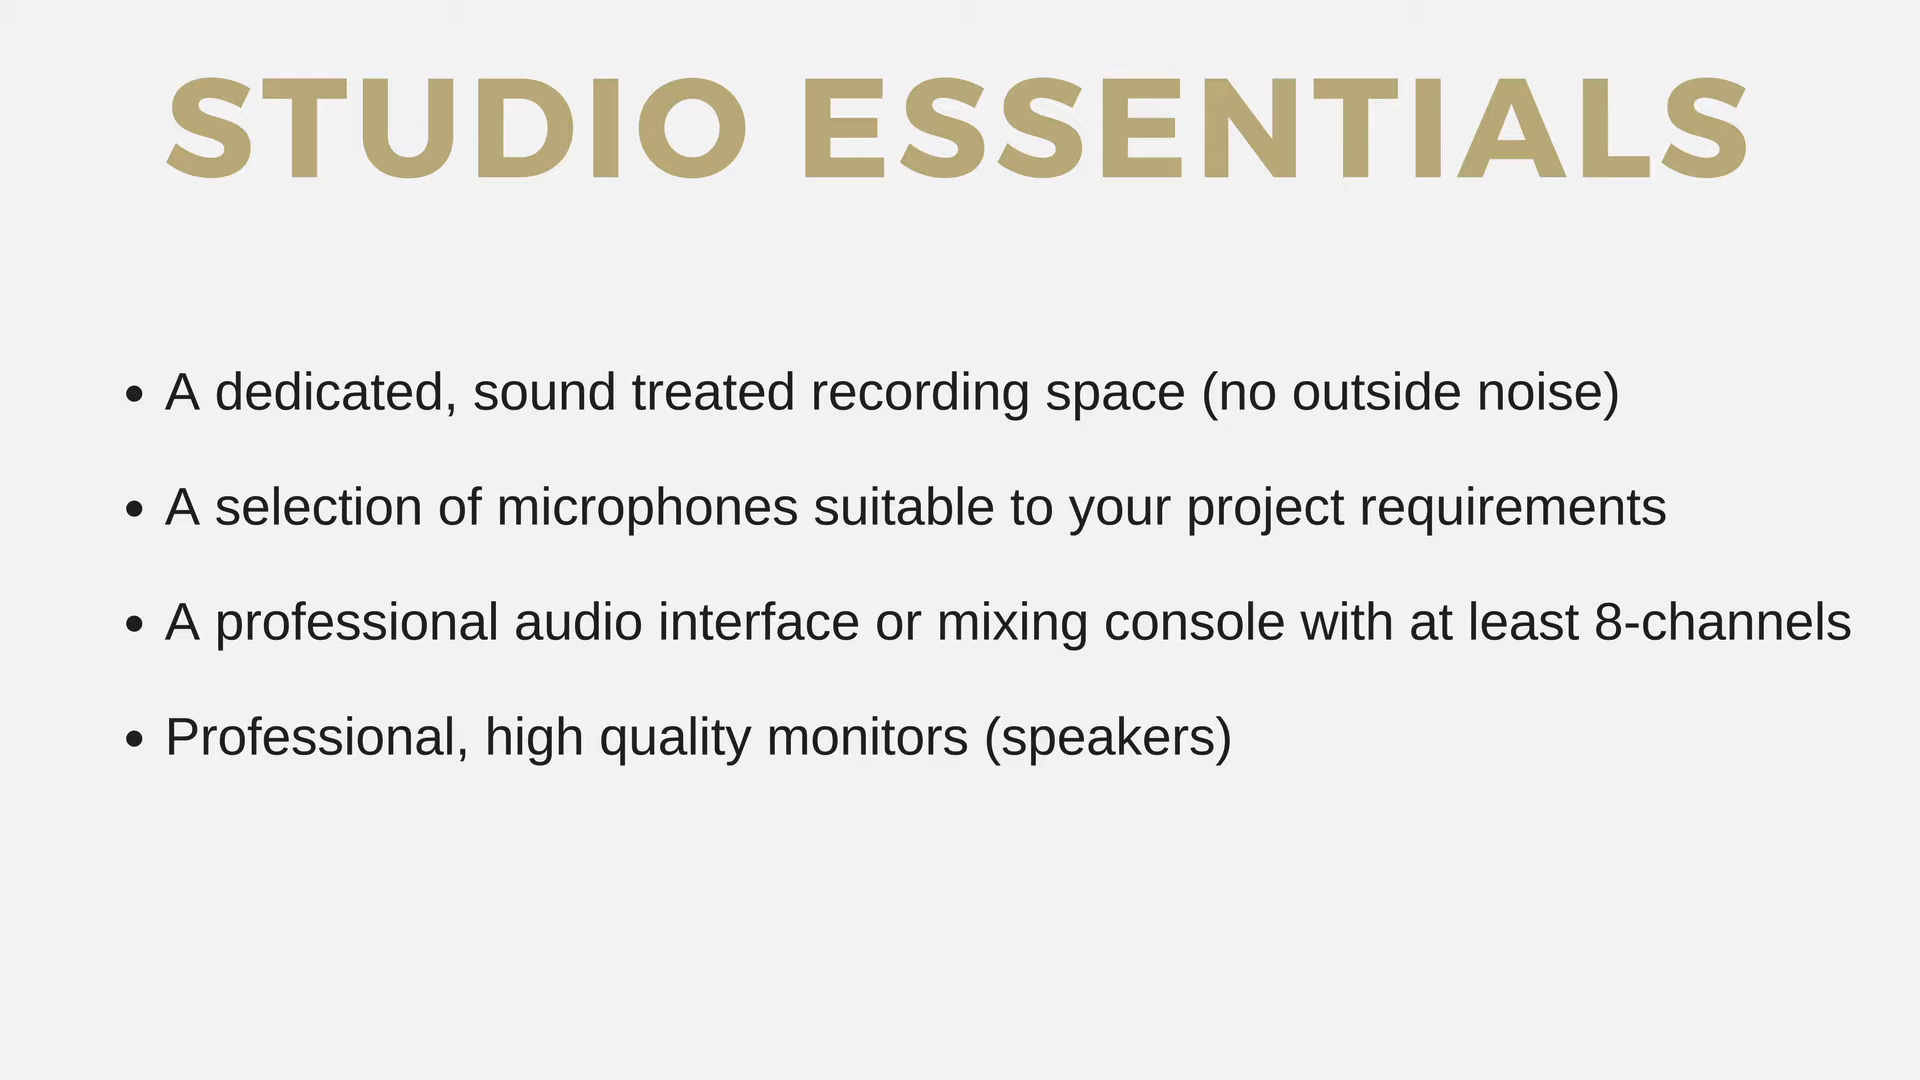 STUDIO ESSENTIALS
• A dedicated, sound treated recording space (no outside noise)
• A selection of microphones suitable to your project requirements
• A professional audio interface or mixing console with at least 8-channels
• Professional, high quality monitors (speakers)